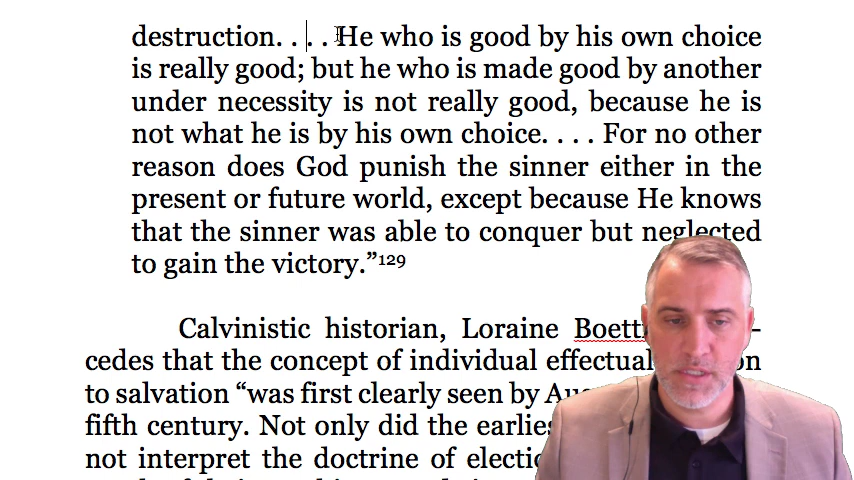 destruction. . . . He who is good by his own choice
is really good; but he who is made good by another
under necessity is not really good, because he is
not what he is by his own choice. . . . For no other
reason does God punish the sinner either in the
present or future world, except because He knows
that the sinner was able to conquer but neglected
to gain the victory.”129
Calvinistic historian, Loraine
cedes that the concept of individual effectual
to salvation “was first clearly seen by
fifth century. Not only did the
not interpret the doctrine of